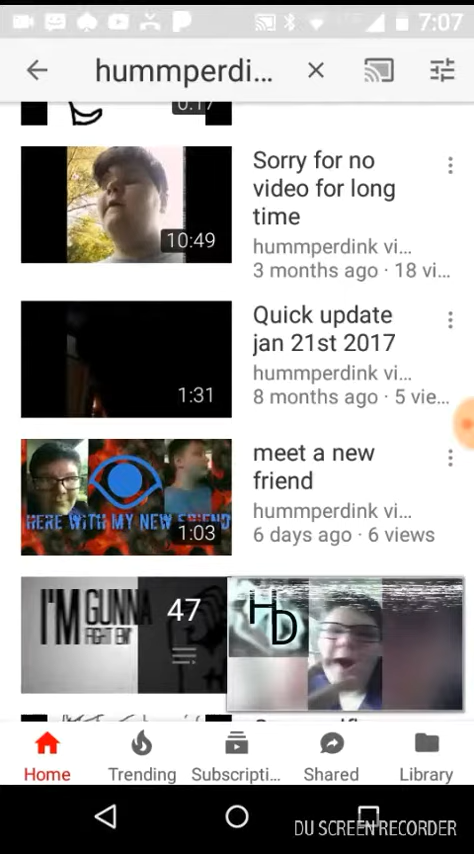 7:07
hummperdi...
0:17
10:49
Sorry for no
video for long
time
hummperdink vi...
3 months ago · 18 vi...
1:31
Quick update
jan 21st 2017
hummperdink vi...
8 months ago · 5 vie...
HERE WITH MY NEW FRIEND
1:03
meet a new
friend
hummperdink vi...
6 days ago · 6 views
I'M GUNNA
FIGHT EM'
47
HD
Home
Trending
Subscripti...
Shared
Library
DU SCREEN RECORDER